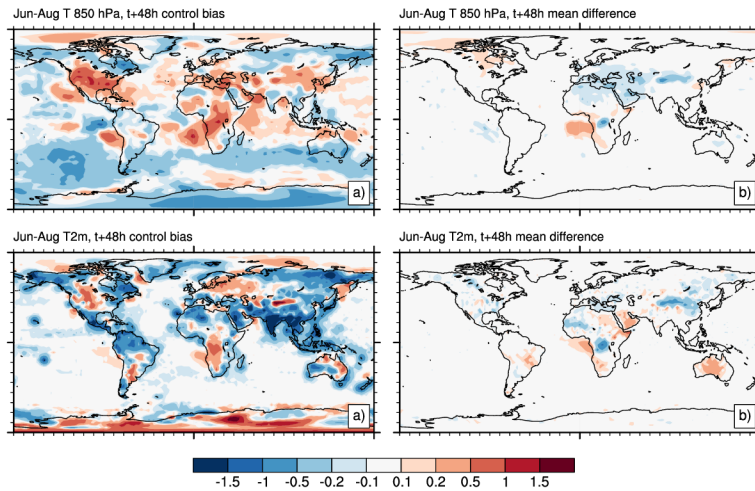 Jun-Aug T 850 hPa, t+48h control bias
Jun-Aug T 850 hPa, t+48h mean difference
a)
b)
Jun-Aug T2m, t+48h control bias
Jun-Aug T2m, t+48h mean difference
a)
b)
-1.5 -1 -0.5 -0.2 -0.1 0.1 0.2 0.5 1 1.5